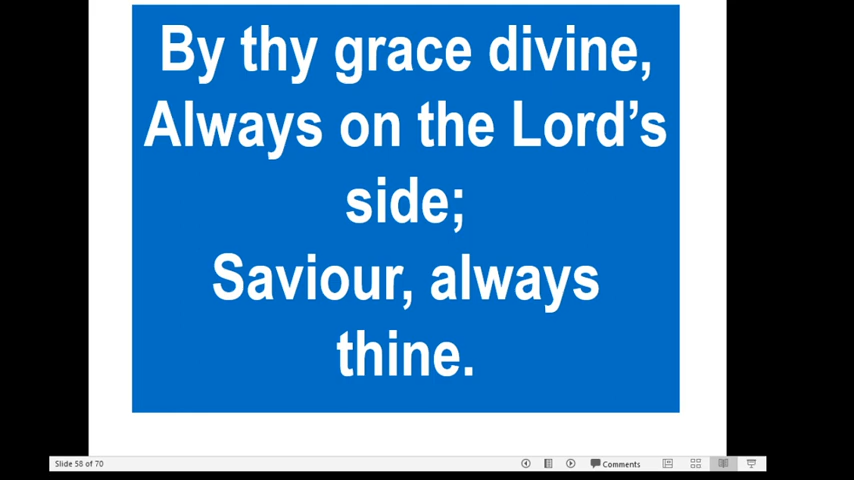 By thy grace divine,
Always on the Lord’s
side;
Saviour, always
thine.
Slide 58 of 70
Comments